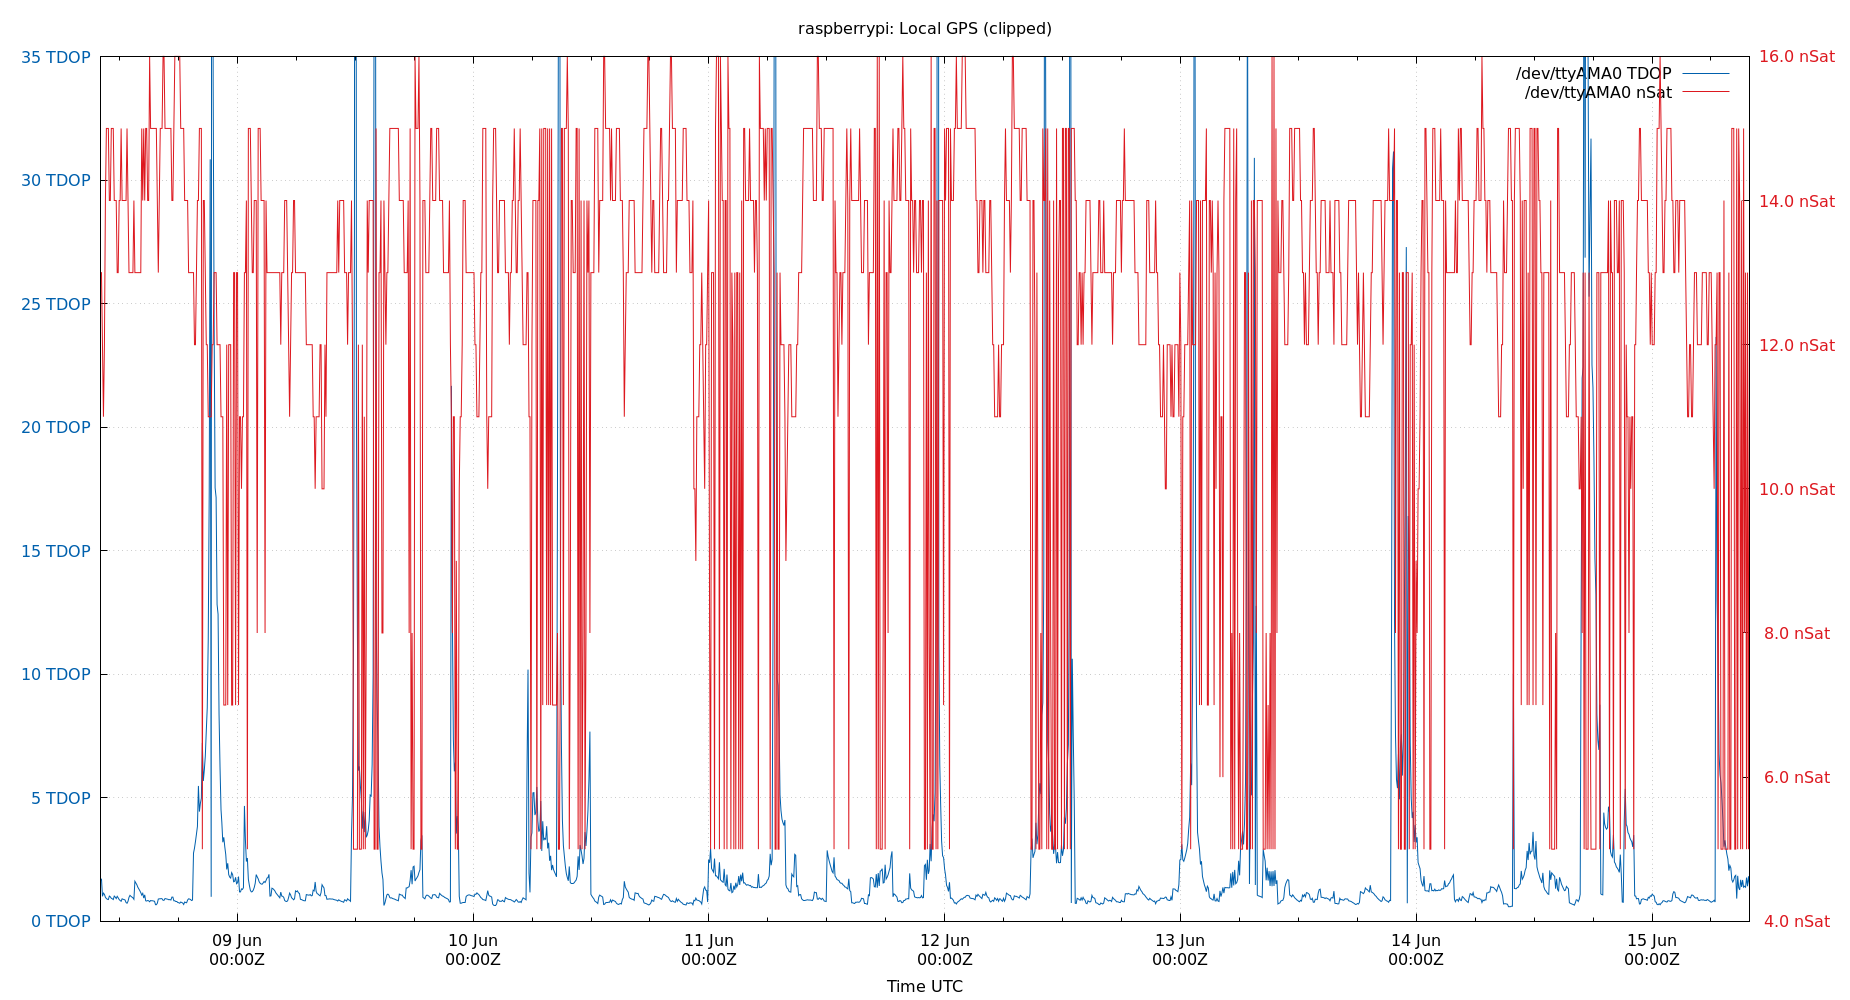 raspberrypi: Local GPS (clipped)
35 TDOP
30 TDOP
25 TDOP
20 TDOP
15 TDOP
10 TDOP
5 TDOP
0 TDOP
16.0 nSat
14.0 nSat
12.0 nSat
10.0 nSat
8.0 nSat
6.0 nSat
4.0 nSat
/dev/ttyAMA0 TDOP
/dev/ttyAMA0 nSat
09 Jun
00:00Z
10 Jun
00:00Z
11 Jun
00:00Z
12 Jun
00:00Z
13 Jun
00:00Z
14 Jun
00:00Z
15 Jun
00:00Z
Time UTC